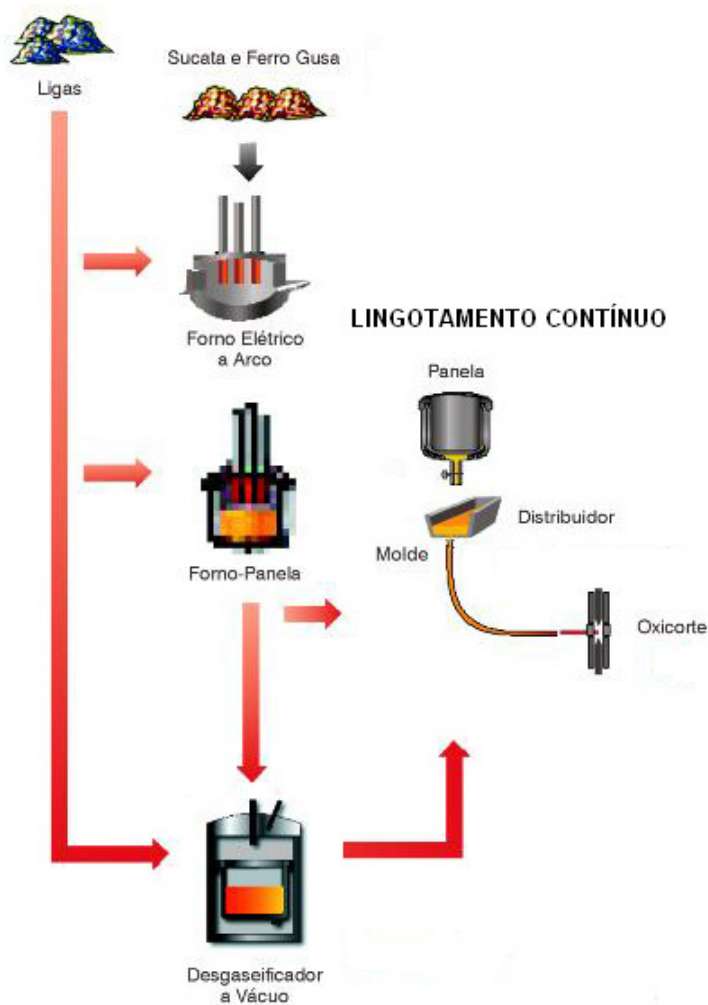 Ligas
Sucata e Ferro Gusa
Forno Elétrico
a Arco
LINGOTAMENTO CONTÍNUO
Panela
Distribuidor
Molde
Forno-Panela
Oxicorte
Desgaseificador
a Vácuo